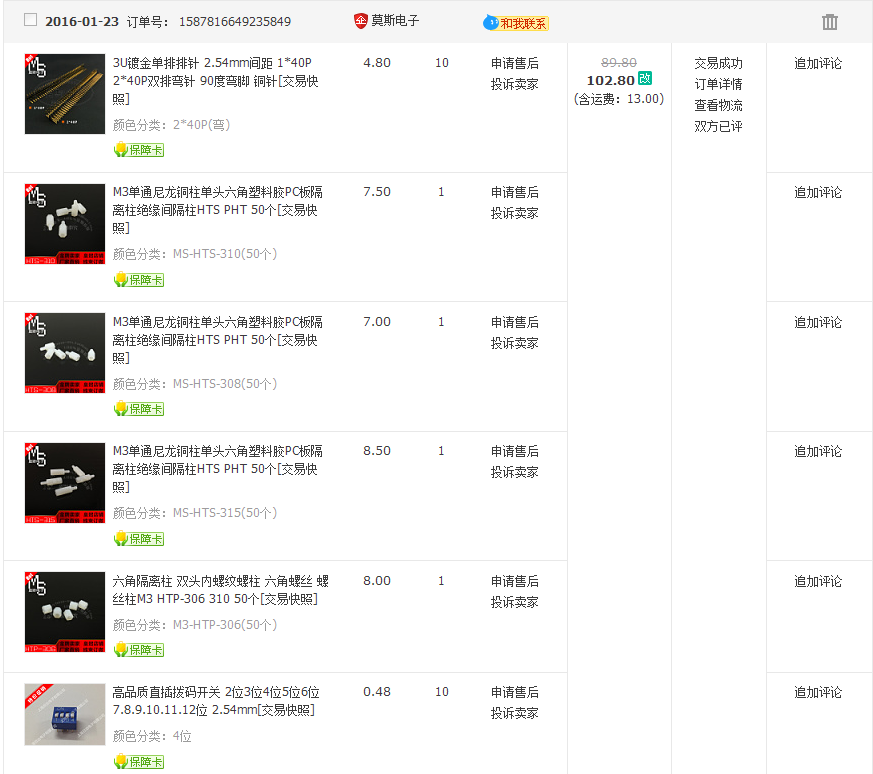 2016-01-23 订单号： 1587816649235849 莫斯电子 和我联系
3U镀金单排排针 2.54mm间距 1*40P
2*40P双排弯针 90度弯脚 铜针[交易快
照]
颜色分类：2*40P(弯)
保障卡
4.80
10
申请售后
投诉卖家
89.80
102.80 改
(含运费：13.00)
交易成功
订单详情
查看物流
双方已评
追加评论
M3单通尼龙铜柱单头六角塑料胶PC板隔
离柱绝缘间隔柱HTS PHT 50个[交易快
照]
颜色分类：MS-HTS-310(50个)
保障卡
7.50
1
申请售后
投诉卖家
追加评论
HTS-310
M3单通尼龙铜柱单头六角塑料胶PC板隔
离柱绝缘间隔柱HTS PHT 50个[交易快
照]
颜色分类：MS-HTS-308(50个)
保障卡
7.00
1
申请售后
投诉卖家
追加评论
HTS-308
M3单通尼龙铜柱单头六角塑料胶PC板隔
离柱绝缘间隔柱HTS PHT 50个[交易快
照]
颜色分类：MS-HTS-315(50个)
保障卡
8.50
1
申请售后
投诉卖家
追加评论
HTS-315
六角隔离柱 双头内螺纹螺柱 六角螺丝 螺
丝柱M3 HTP-306 310 50个[交易快照]
颜色分类：M3-HTP-306(50个)
保障卡
8.00
1
申请售后
投诉卖家
追加评论
HTP-306
高品质直插拨码开关 2位3位4位5位6位
7.8.9.10.11.12位 2.54mm[交易快照]
颜色分类：4位
保障卡
0.48
10
申请售后
投诉卖家
追加评论